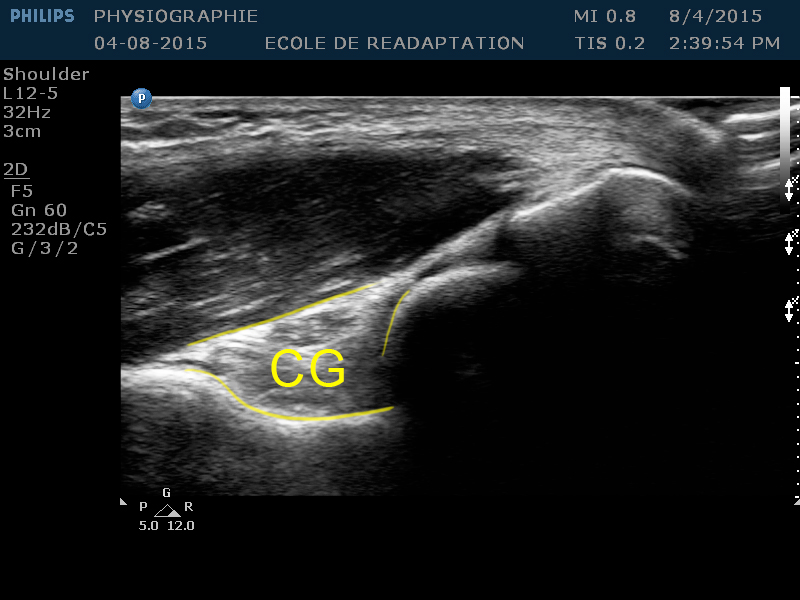 PHILIPS PHYSIOGRAPHIE MI 0.8 8/4/2015
04-08-2015 ECOLE DE READAPTATION TIS 0.2 2:39:54 PM
Shoulder
L12-5
32Hz
3cm
2D
F5
Gn 60
232dB/C5
G/3/2
P
CG
G
P R
5.0 12.0